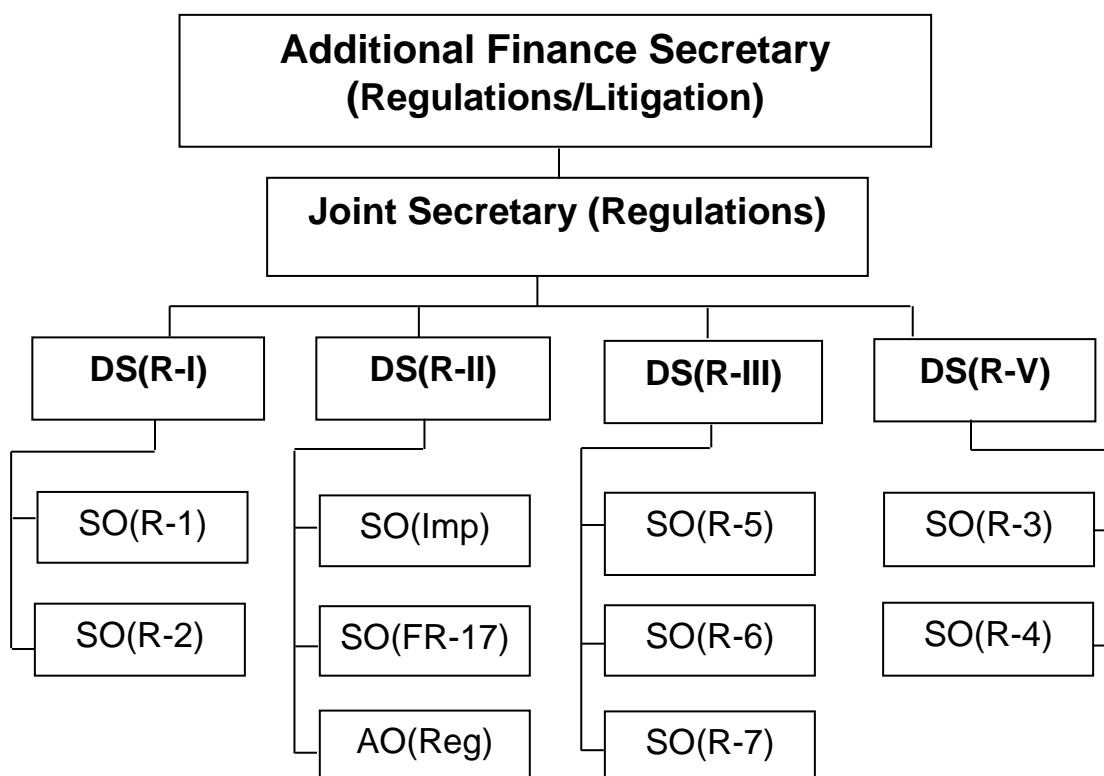 Additional Finance Secretary
(Regulations/Litigation)
Joint Secretary (Regulations)
DS(R-I)
DS(R-II)
DS(R-III)
DS(R-V)
SO(R-1)
SO(Imp)
SO(R-5)
SO(R-3)
SO(R-2)
SO(FR-17)
SO(R-6)
SO(R-4)
AO(Reg)
SO(R-7)